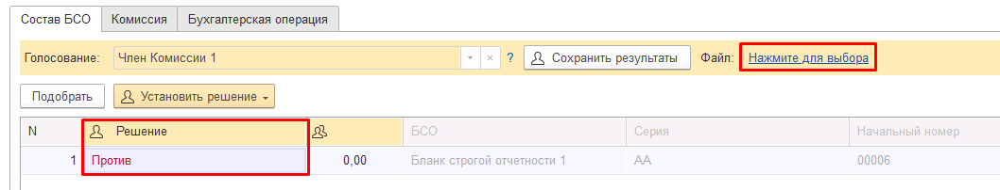 Состав БСО Комиссия Бухгалтерская операция
Голосование: Член Комиссии 1 ? Сохранить результаты Файл: Нажмите для выбора
Подобрать Установить решение
N Решение БСО Серия Начальный номер
1 Против 0,00 Бланк строгой отчетности 1 АА 00006